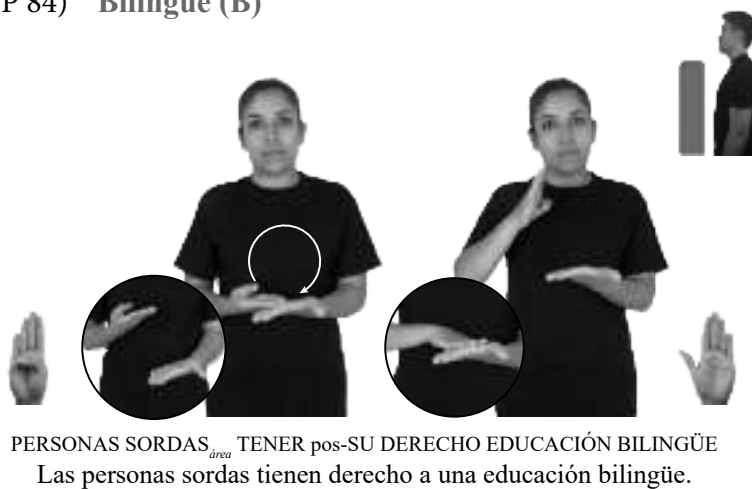 P 84) Bilingüe (B)
PERSONAS SORDAS área TENER pos-SU DERECHO EDUCACIÓN BILINGÜE
Las personas sordas tienen derecho a una educación bilingüe.